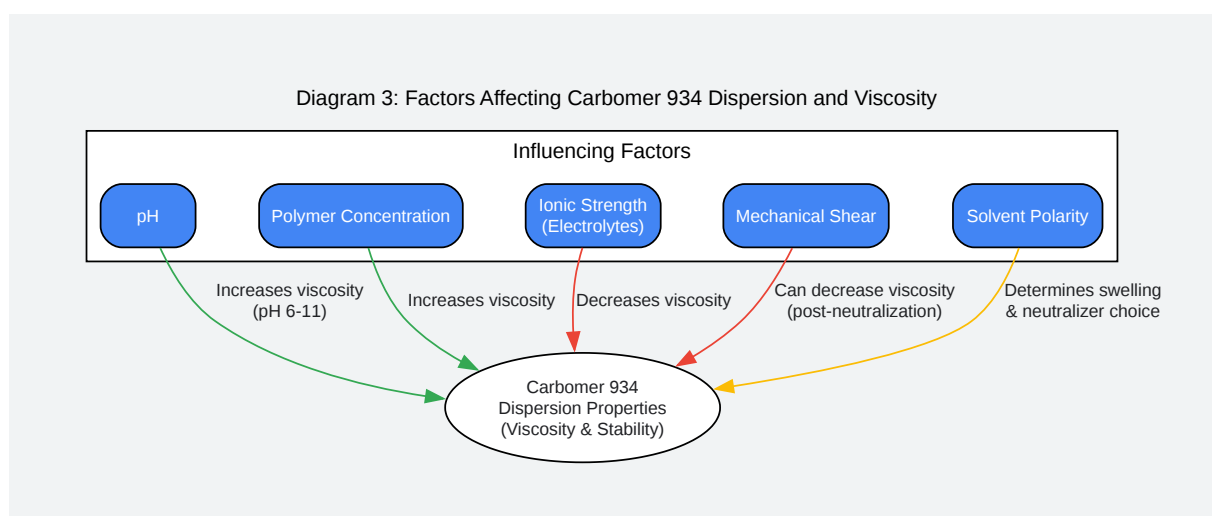 Diagram 3: Factors Affecting Carbomer 934 Dispersion and Viscosity
Influencing Factors
pH
Polymer Concentration
Ionic Strength
(Electrolytes)
Mechanical Shear
Solvent Polarity
Increases viscosity
(pH 6-11)
Increases viscosity
Decreases viscosity
Can decrease viscosity
(post-neutralization)
Determines swelling
& neutralizer choice
Carbomer 934
Dispersion Properties
(Viscosity & Stability)